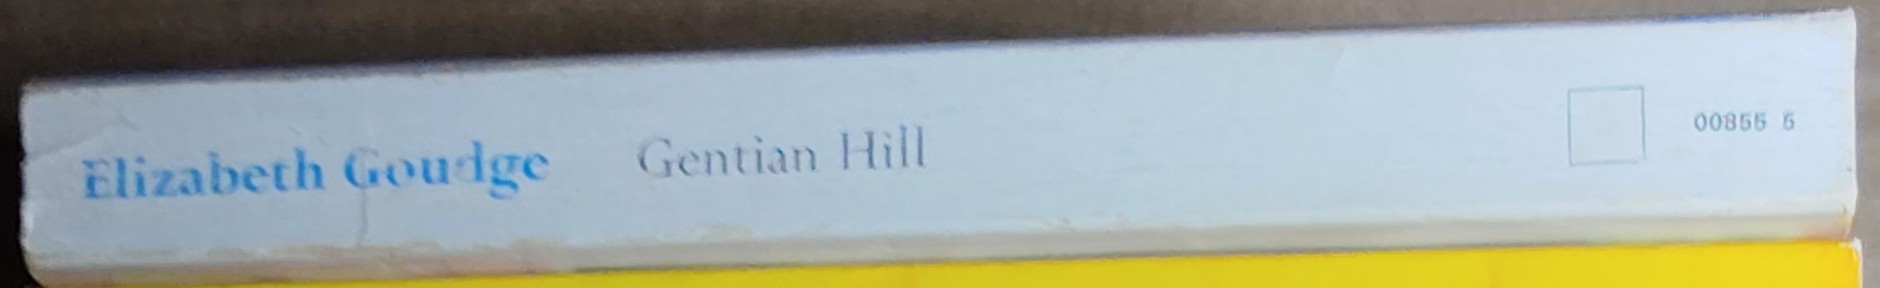 Elizabeth Goudge Gentian Hill 00855 5